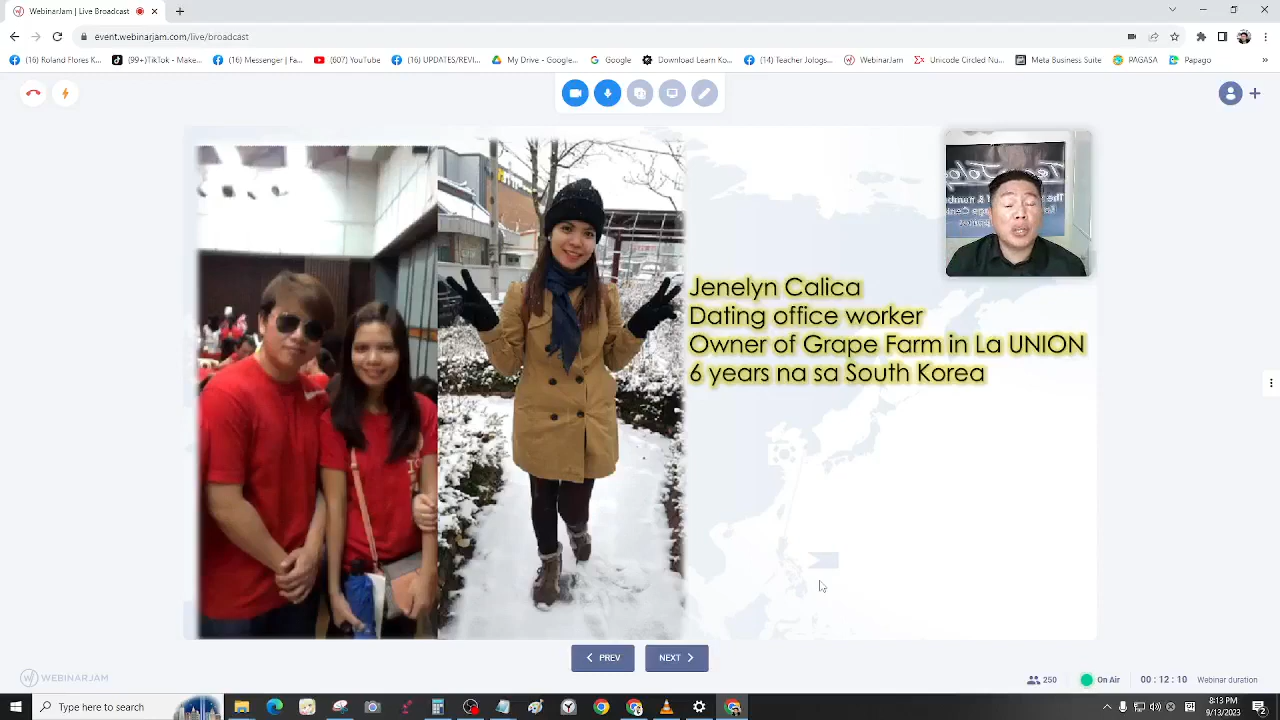 WebinarJam | Live Broadcast
event.webinarjam.com/live/broadcast
(16) Roland Flores K...
(99+)TikTok - Make...
(16) Messenger | Fa...
(607) YouTube
(16) UPDATES/REVI...
My Drive - Google...
Google
Download Learn Ko...
(14) Teacher Jologs...
WebinarJam
Unicode Circled Nu...
Meta Business Suite
PAGASA
Papago
»
Jenelyn Calica
Dating office worker
Owner of Grape Farm in La UNION
6 years na sa South Korea
PREV
NEXT
WEBINARJAM
250
On Air
00 : 12 : 10
Webinar duration
Type here to search
8:13 PM
9/13/2023